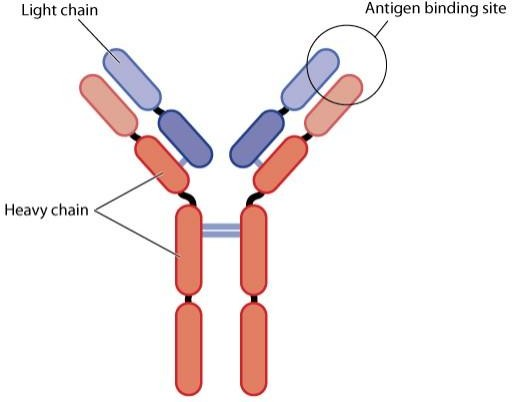 Light chain
Antigen binding site
Heavy chain